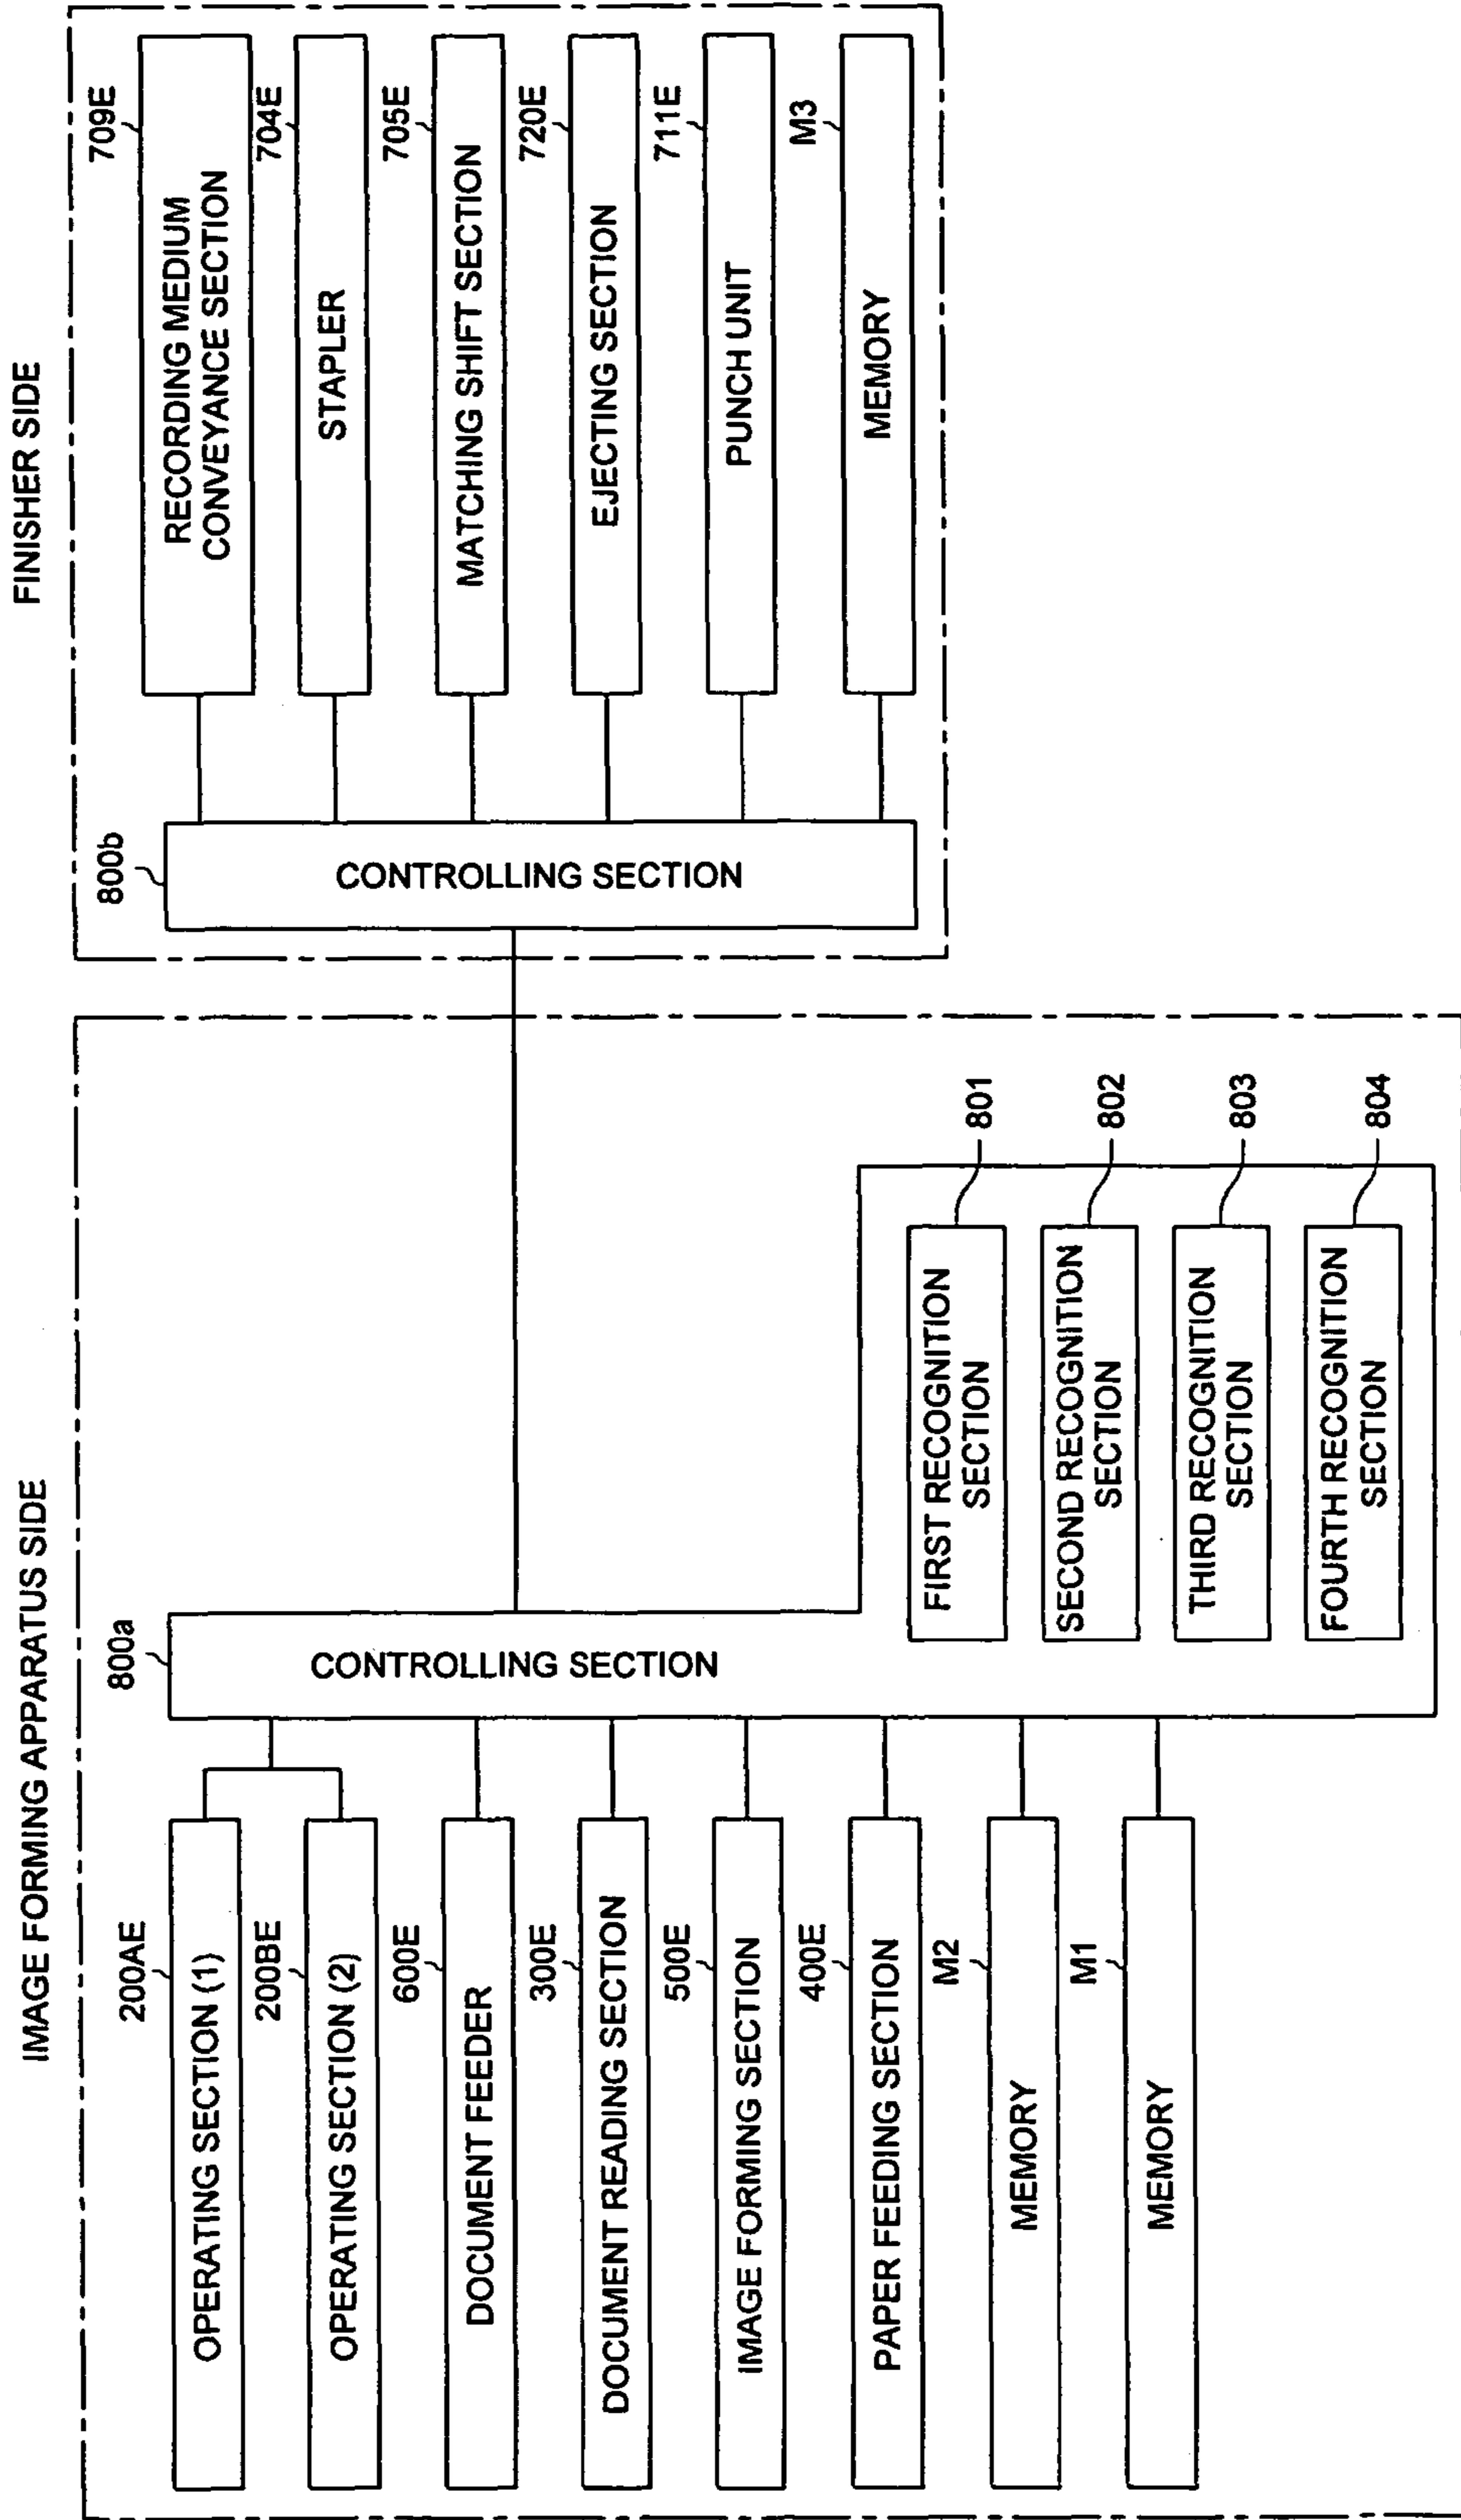 IMAGE FORMING APPARATUS SIDE
200AE
OPERATING SECTION (1)
200BE
OPERATING SECTION (2)
600E
DOCUMENT FEEDER
300E
DOCUMENT READING SECTION
500E
IMAGE FORMING SECTION
400E
PAPER FEEDING SECTION
M2
MEMORY
M1
MEMORY
800a
CONTROLLING SECTION
FIRST RECOGNITION
SECTION
801
SECOND RECOGNITION
SECTION
802
THIRD RECOGNITION
SECTION
803
FOURTH RECOGNITION
SECTION
804
FINISHER SIDE
800b
CONTROLLING SECTION
709E
RECORDING MEDIUM
CONVEYANCE SECTION
704E
STAPLER
705E
MATCHING SHIFT SECTION
720E
EJECTING SECTION
711E
PUNCH UNIT
M3
MEMORY